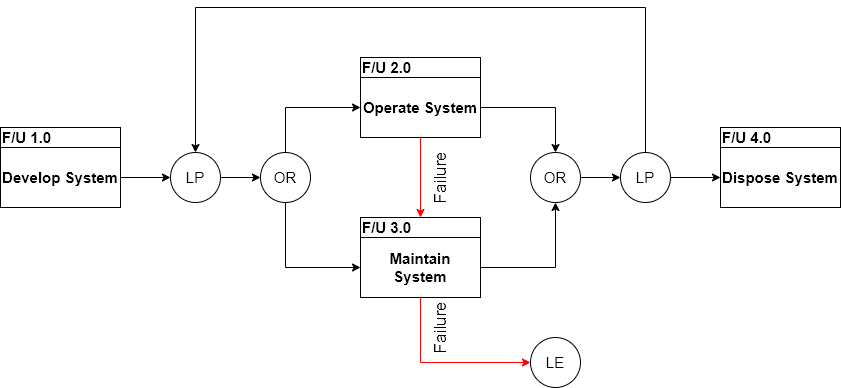 F/U 2.0
Operate System
F/U 1.0
Develop System
LP
OR
Failure
OR
LP
F/U 4.0
Dispose System
F/U 3.0
Maintain
System
Failure
LE